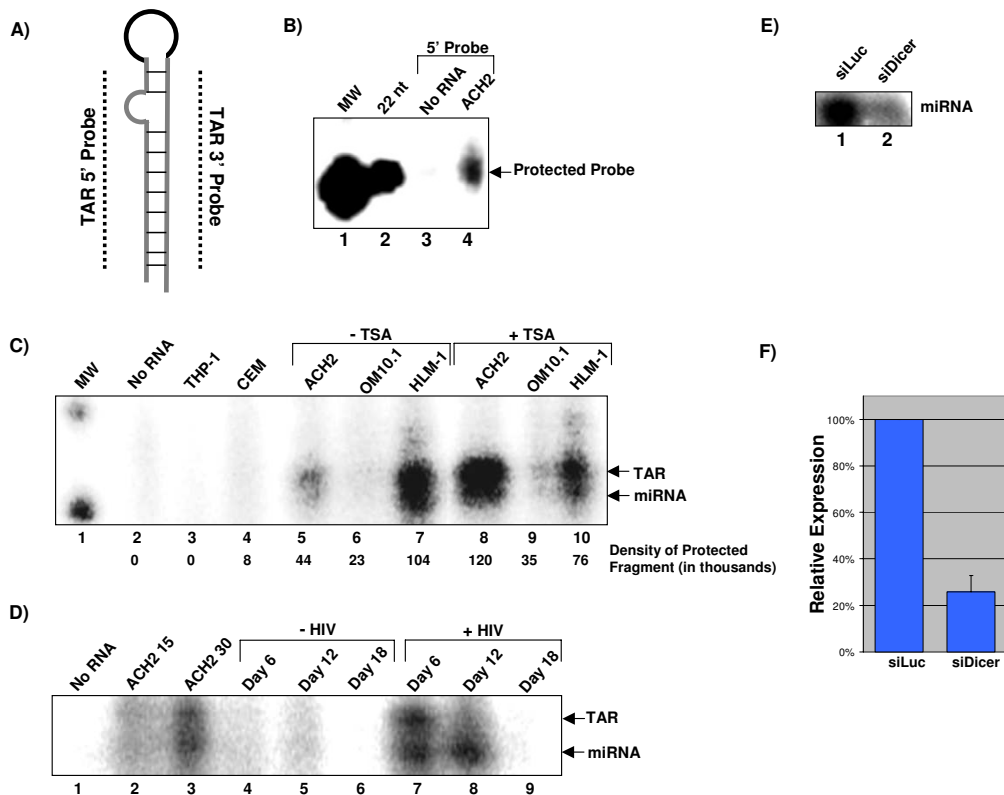 A)
TAR 5' Probe
TAR 3' Probe
B)
5' Probe
MW
22 nt
No RNA
ACH2
Protected Probe
1 2 3 4
E)
siLuc
siDicer
miRNA
1 2
C)
- TSA
+ TSA
MW
No RNA
THP-1
CEM
ACH2
OM10.1
HLM-1
ACH2
OM10.1
HLM-1
TAR
miRNA
1 2 3 4 5 6 7 8 9 10
0 0 8 44 23 104 120 35 76
Density of Protected
Fragment (in thousands)
F)
Relative Expression
100%
80%
60%
40%
20%
0%
siLuc
siDicer
D)
- HIV
+ HIV
No RNA
ACH2 15
ACH2 30
Day 6
Day 12
Day 18
Day 6
Day 12
Day 18
TAR
miRNA
1 2 3 4 5 6 7 8 9